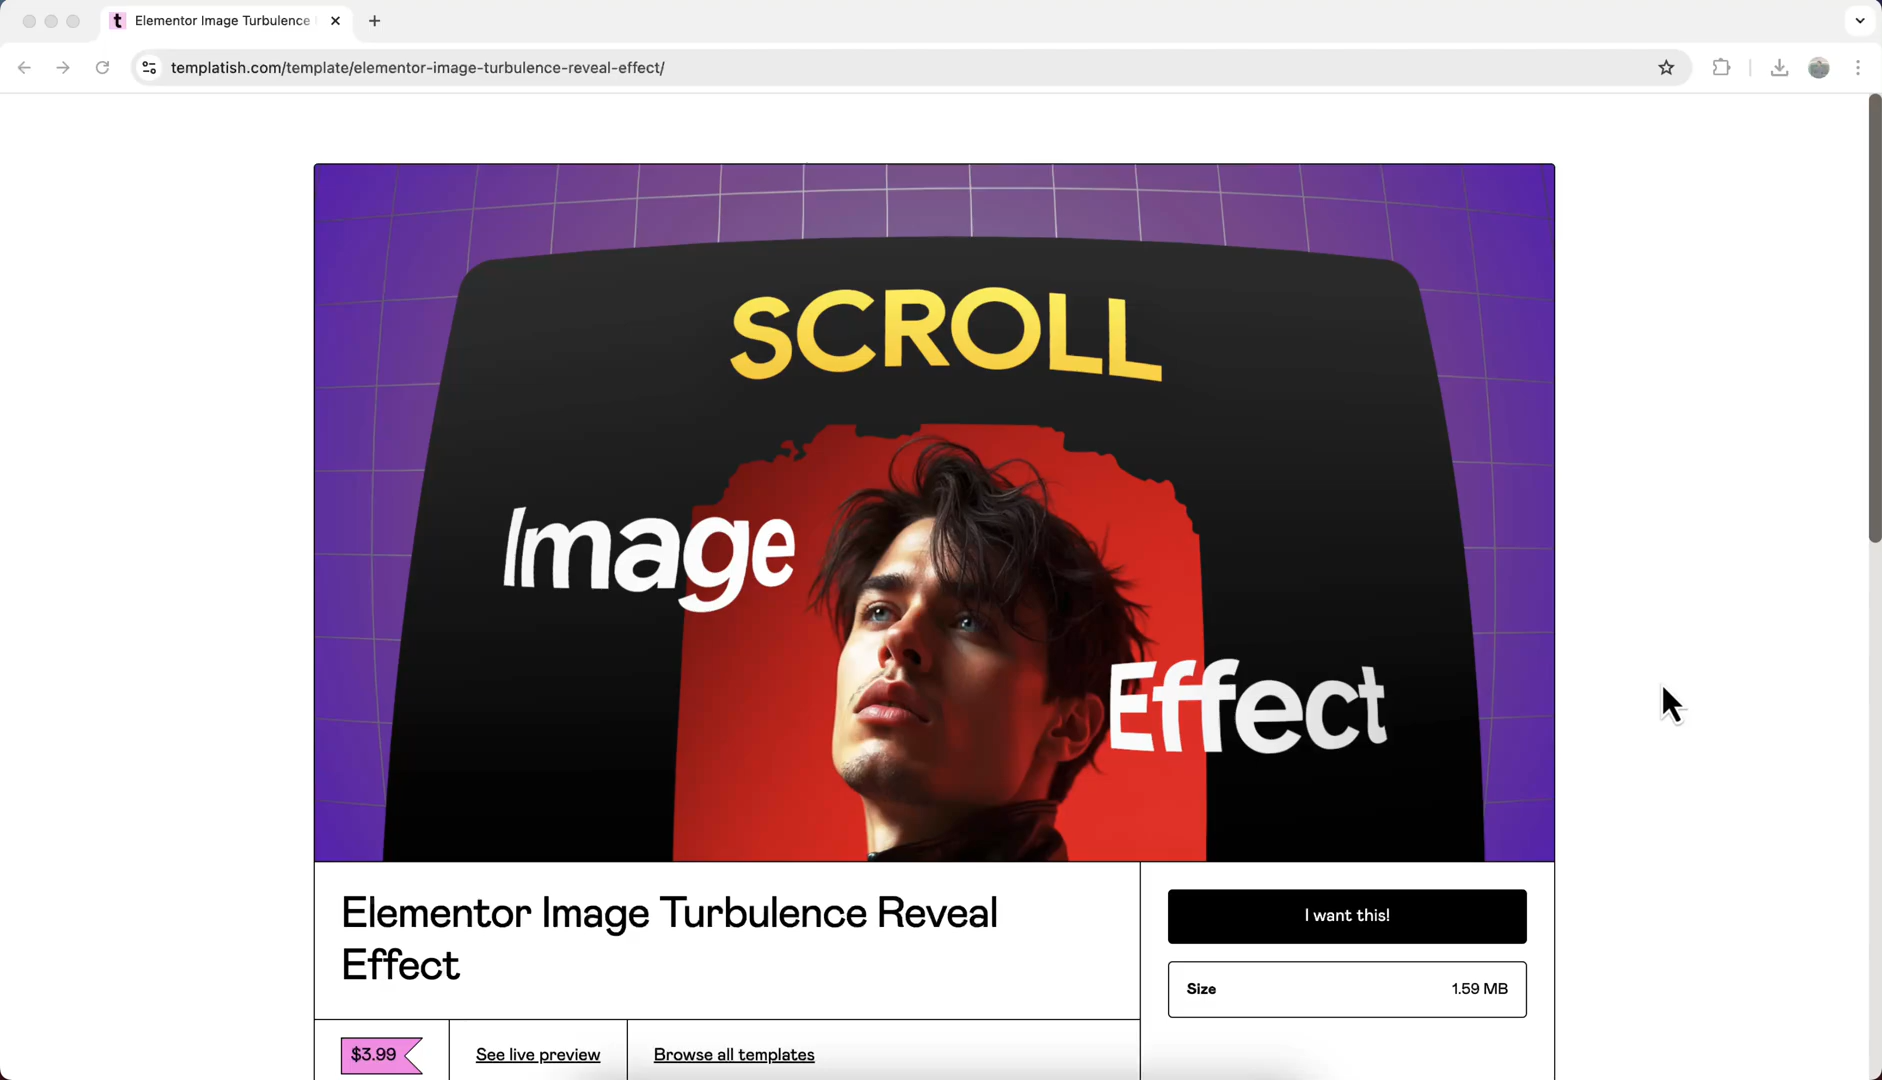 t Elementor Image Turbulence
templatish.com/template/elementor-image-turbulence-reveal-effect/
SCROLL
Image
Effect
Elementor Image Turbulence Reveal
Effect
I want this!
Size 1.59 MB
$3.99 See live preview Browse all templates